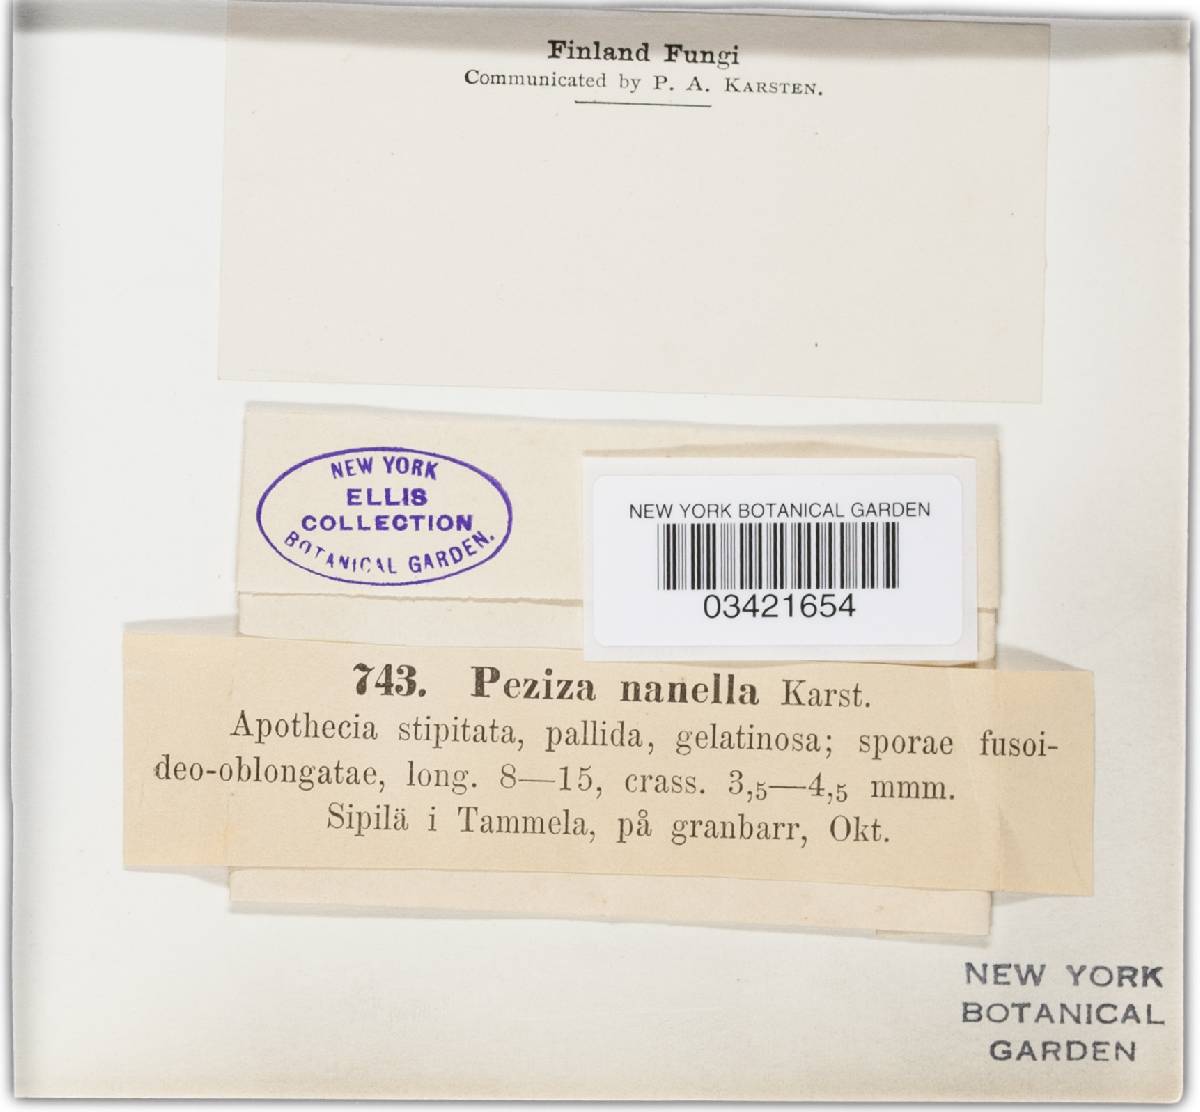 Finland Fungi
Communicated by P. A. KARSTEN.
NEW YORK
ELLIS
COLLECTION
BOTANICAL GARDEN.
NEW YORK BOTANICAL GARDEN
03421654
743. Peziza nanella Karst.
Apothecia stipitata, pallida, gelatinosa; sporae fusoi-
deo-oblongatae, long. 8—15, crass. 3,5—4,5 mmm.
Sipilä i Tammela, på granbarr, Okt.
NEW YORK
BOTANICAL
GARDEN